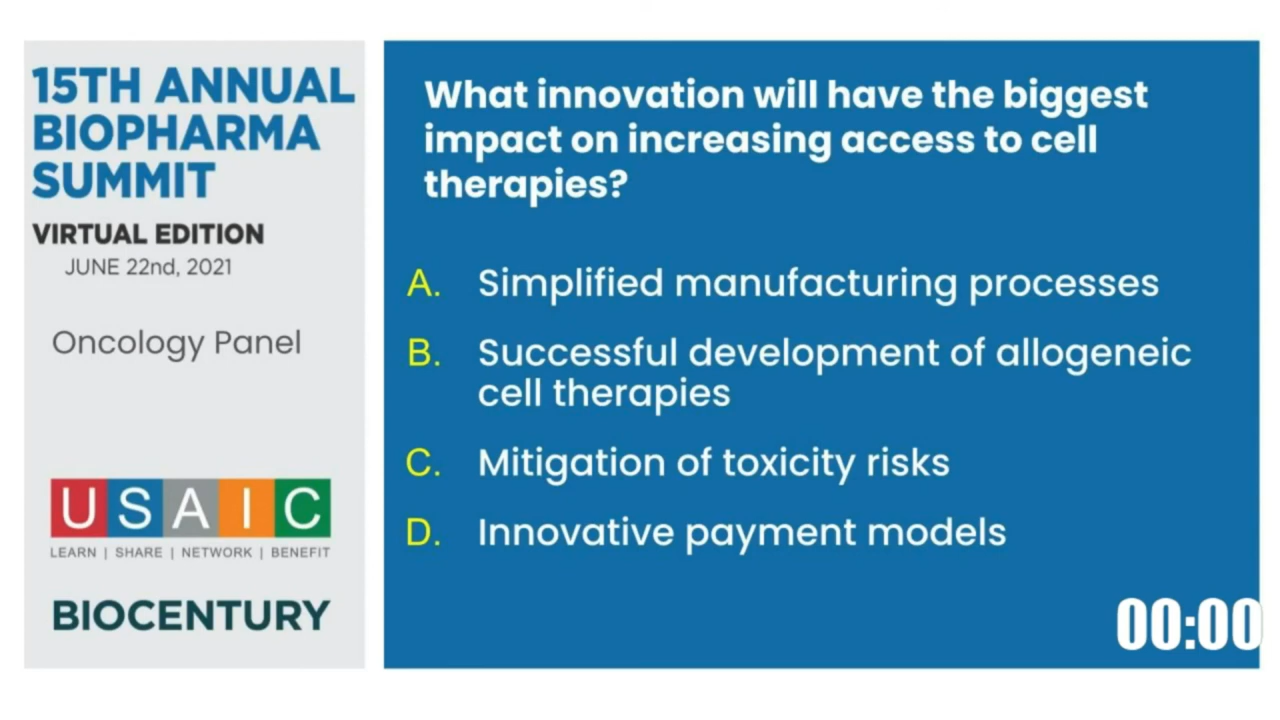 15TH ANNUAL
BIOPHARMA
SUMMIT
VIRTUAL EDITION
JUNE 22nd, 2021
Oncology Panel
USAIC
LEARN | SHARE | NETWORK | BENEFIT
BIOCENTURY
What innovation will have the biggest
impact on increasing access to cell
therapies?
A. Simplified manufacturing processes
B. Successful development of allogeneic
cell therapies
C. Mitigation of toxicity risks
D. Innovative payment models
00:00